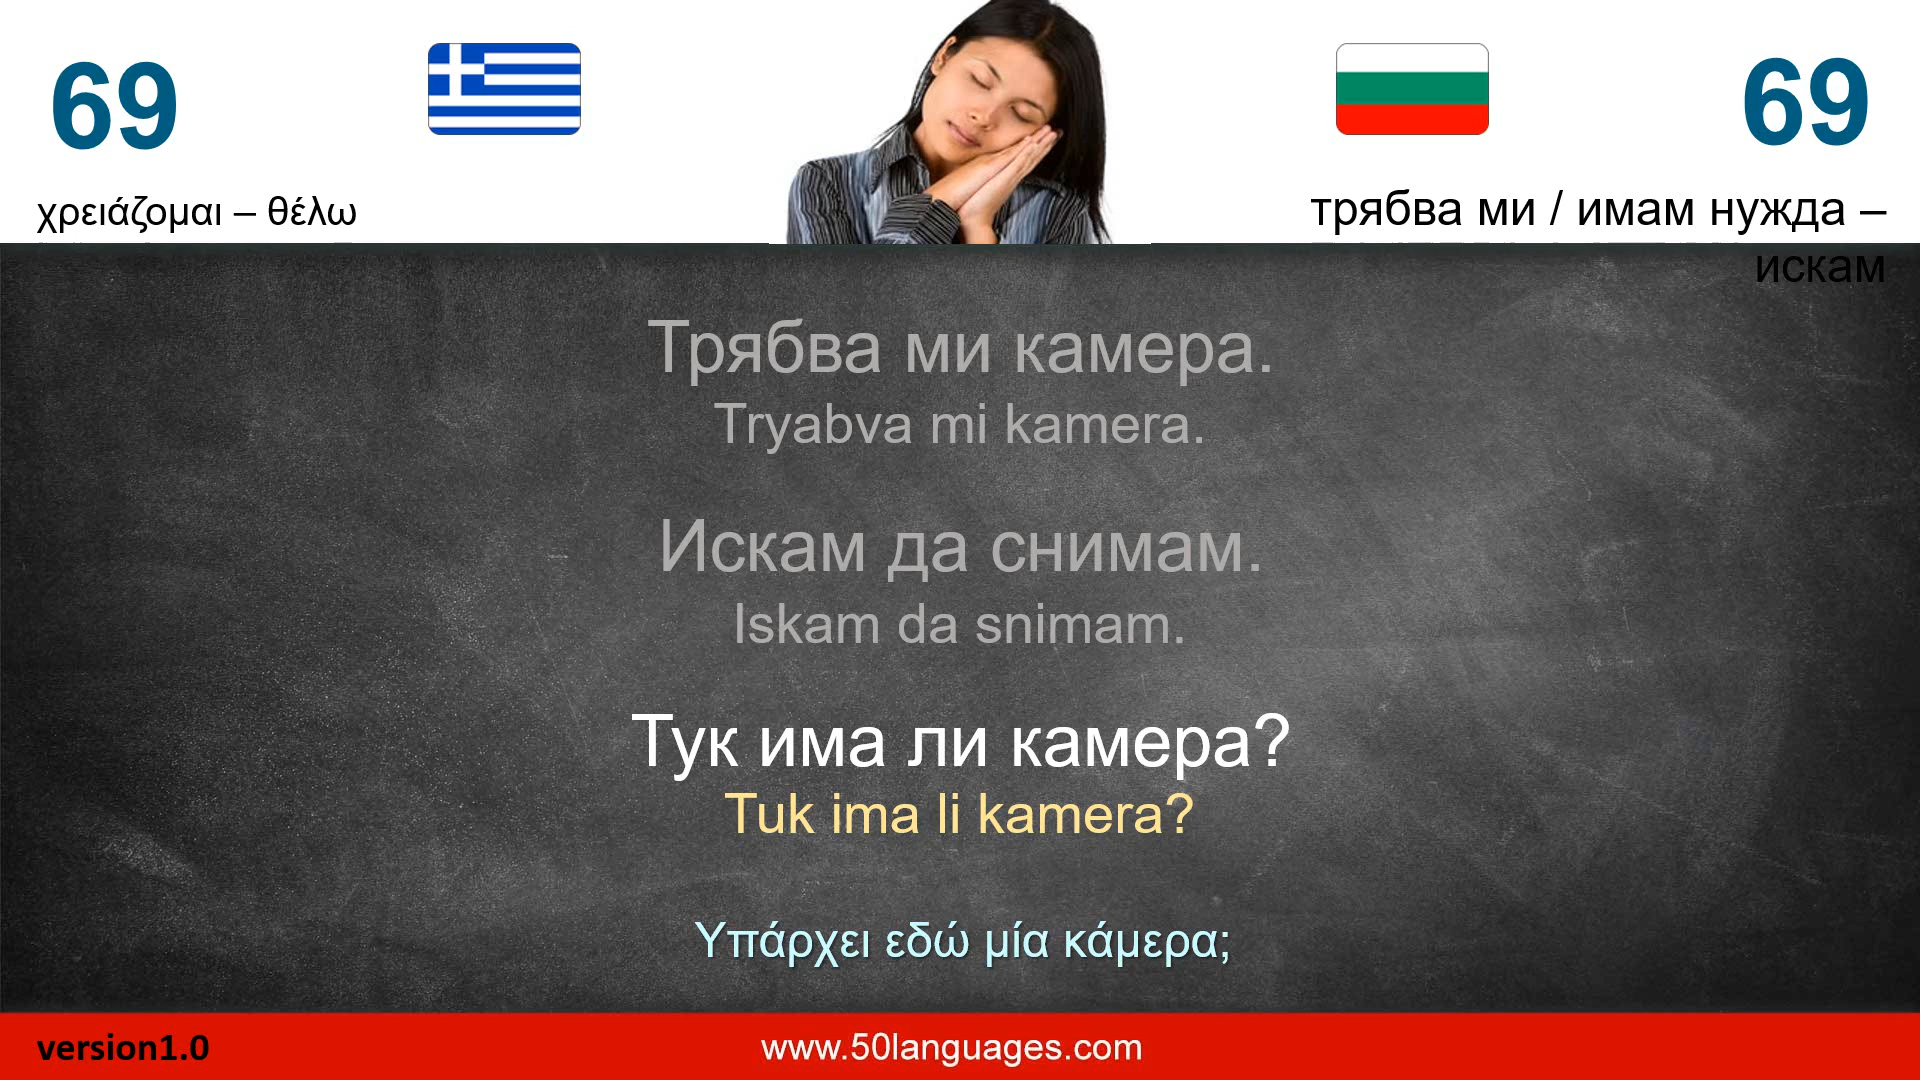 69
69
χρειάζομαι – θέλω
трябва ми / имам нужда –
искам
Трябва ми камера.
Tryabva mi kamera.
Искам да снимам.
Iskam da snimam.
Тук има ли камера?
Tuk ima li kamera?
Υπάρχει εδώ μία κάμερα;
version1.0
www.50languages.com